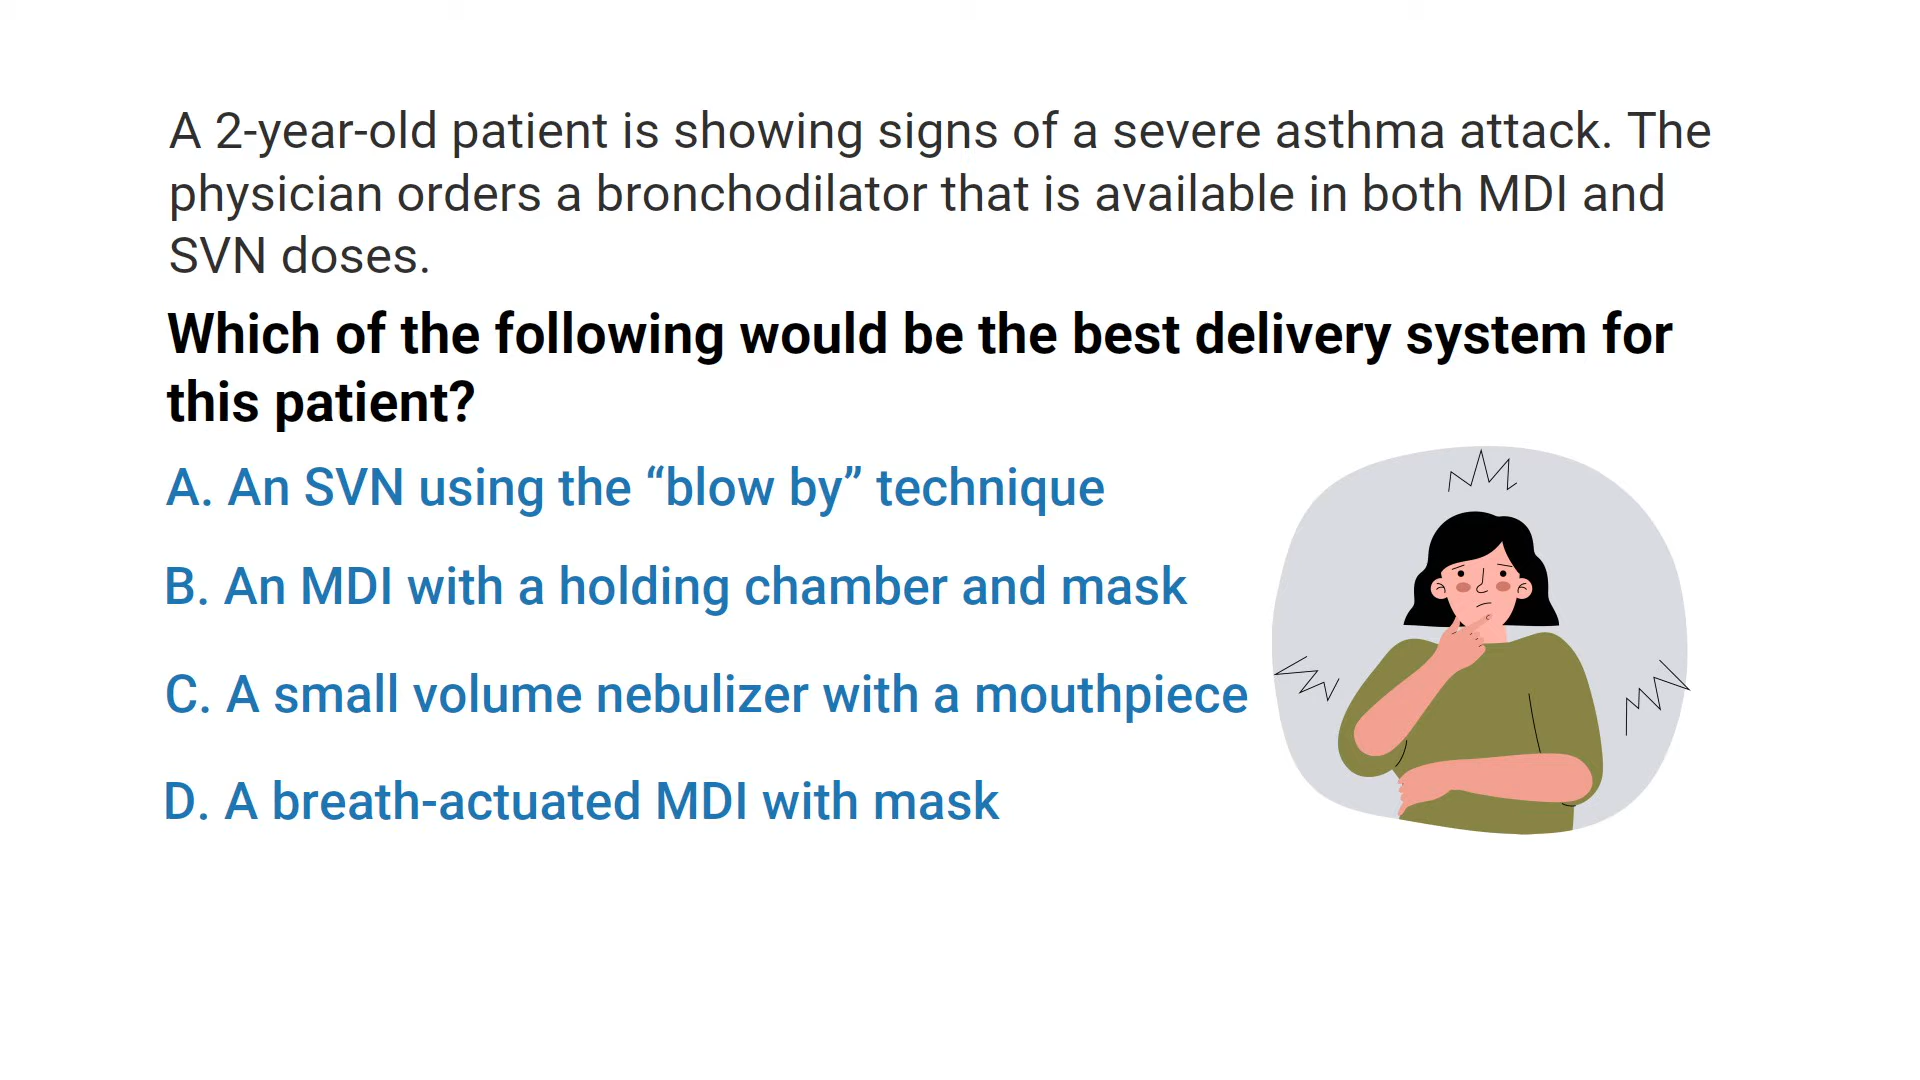 A 2-year-old patient is showing signs of a severe asthma attack. The
physician orders a bronchodilator that is available in both MDI and
SVN doses.
Which of the following would be the best delivery system for
this patient?
A. An SVN using the “blow by” technique
B. An MDI with a holding chamber and mask
C. A small volume nebulizer with a mouthpiece
D. A breath-actuated MDI with mask